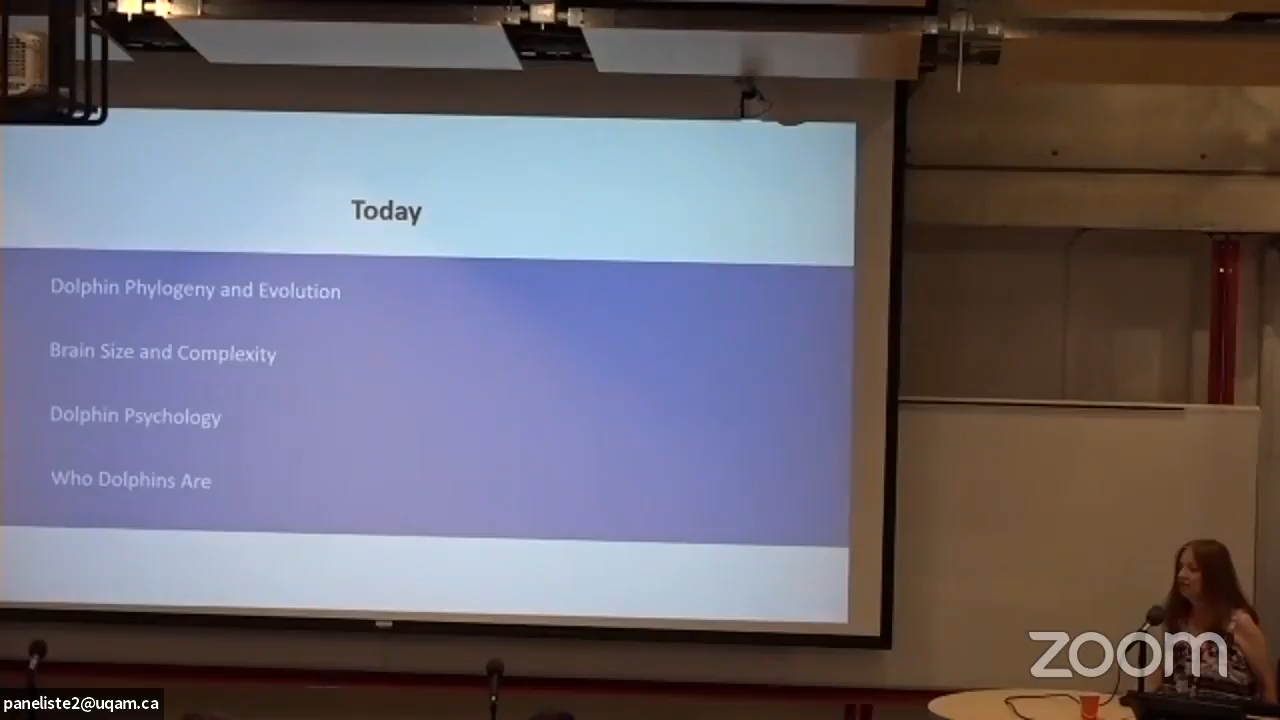 Today
Dolphin Phylogeny and Evolution
Brain Size and Complexity
Dolphin Psychology
Who Dolphins Are
zoom
paneliste2@uqam.ca